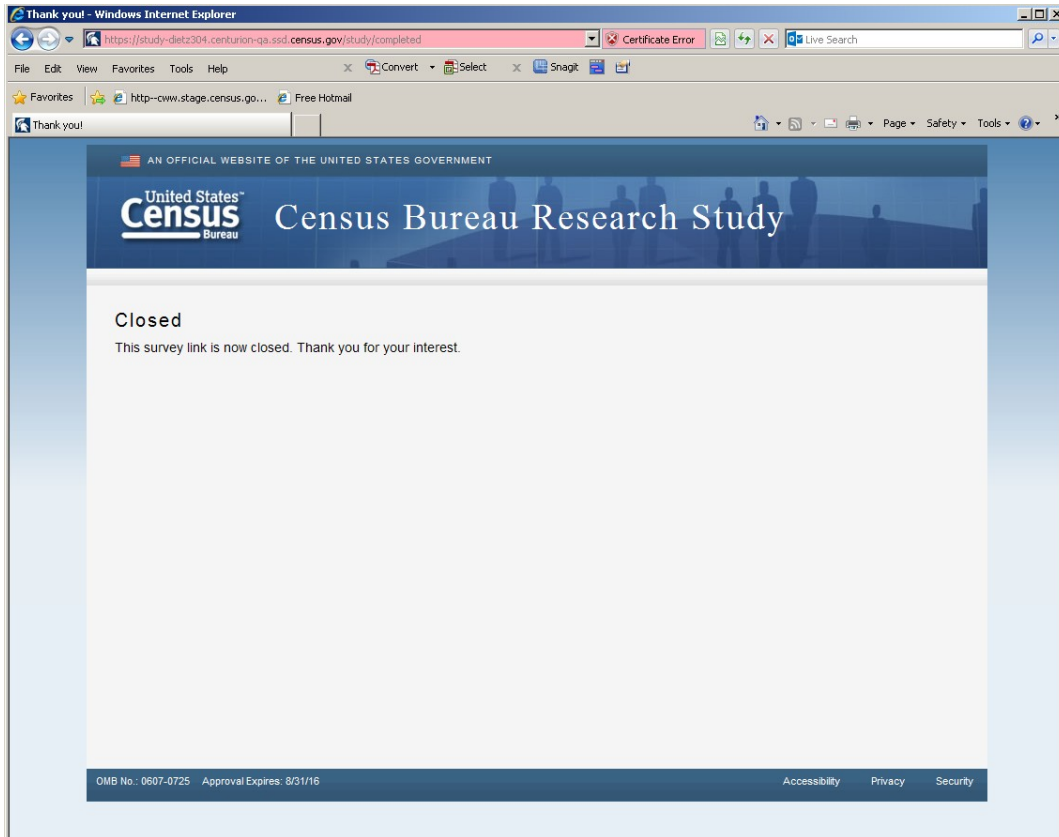 Thank you! - Windows Internet Explorer
https://study-dietz304.centurion-qa.ssd.census.gov/study/completed Certificate Error Live Search
File Edit View Favorites Tools Help x Convert Select x Snagit
Favorites http--cww.stage.census.go... Free Hotmail
Thank you! Page Safety Tools
AN OFFICIAL WEBSITE OF THE UNITED STATES GOVERNMENT
United States™
Census
Bureau
Census Bureau Research Study
Closed
This survey link is now closed. Thank you for your interest.
OMB No.: 0607-0725 Approval Expires: 8/31/16 Accessibility Privacy Security